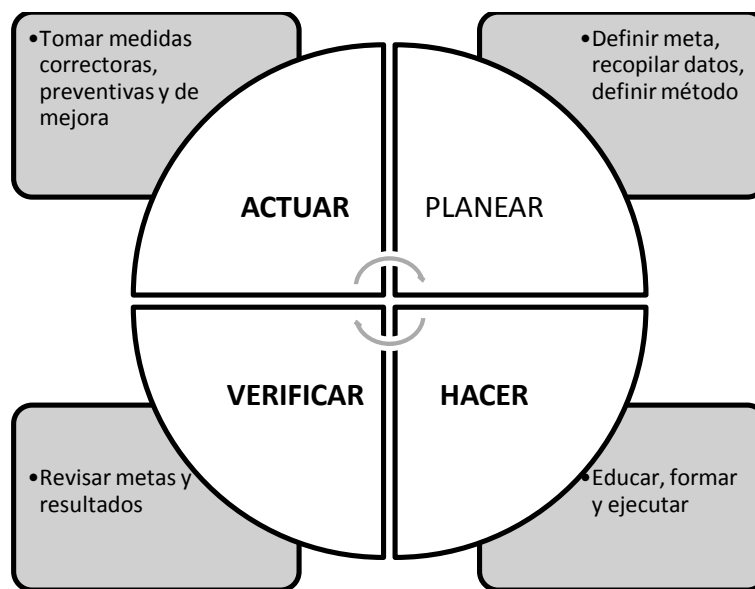 •Tomar medidas
correctoras,
preventivas y de
mejora
•Definir meta,
recopilar datos,
definir método
ACTUAR
PLANEAR
VERIFICAR
HACER
•Revisar metas y
resultados
•Educar, formar
y ejecutar